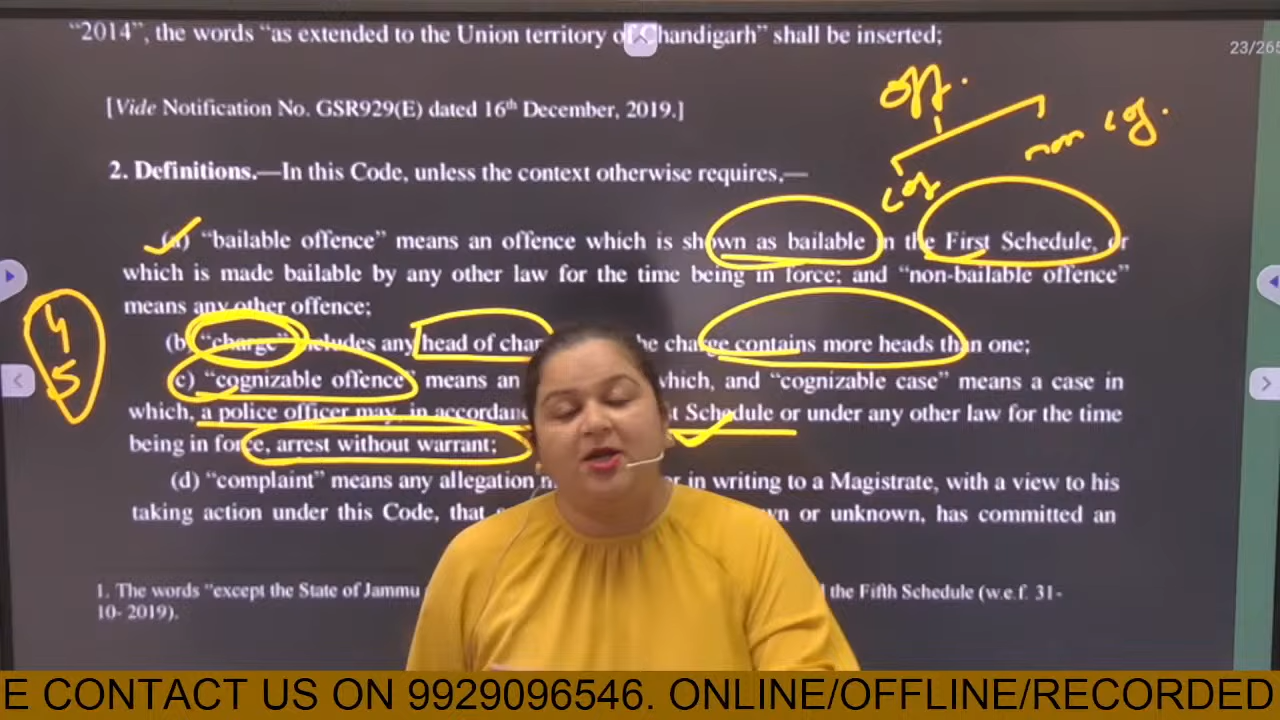 “2014”, the words “as extended to the Union territory of Chandigarh” shall be inserted;
23/265
[Vide Notification No. GSR929(E) dated 16th December, 2019.]
off.
cog
non cog.
2. Definitions.—In this Code, unless the context otherwise requires,—
(a) “bailable offence” means an offence which is shown as bailable in the First Schedule, or
which is made bailable by any other law for the time being in force; and “non-bailable offence”
means any other offence;
4
5
(b) “charge” includes any head of char he charge contains more heads than one;
(c) “cognizable offence” means an which, and “cognizable case” means a case in
which, a police officer may, in accordan st Schedule or under any other law for the time
being in force, arrest without warrant;
(d) “complaint” means any allegation or in writing to a Magistrate, with a view to his
taking action under this Code, that wn or unknown, has committed an
1. The words “except the State of Jammu the Fifth Schedule (w.e.f. 31-
10- 2019).
E CONTACT US ON 9929096546. ONLINE/OFFLINE/RECORDED